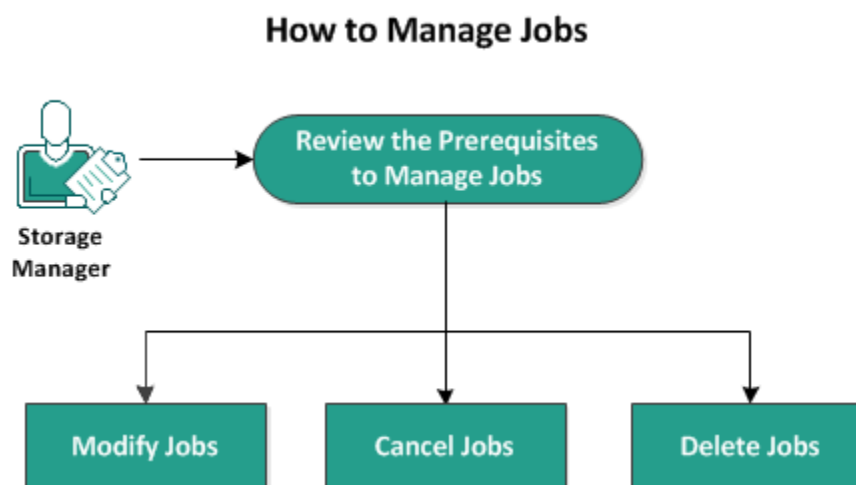 How to Manage Jobs
Review the Prerequisites
to Manage Jobs
Storage
Manager
Modify Jobs
Cancel Jobs
Delete Jobs